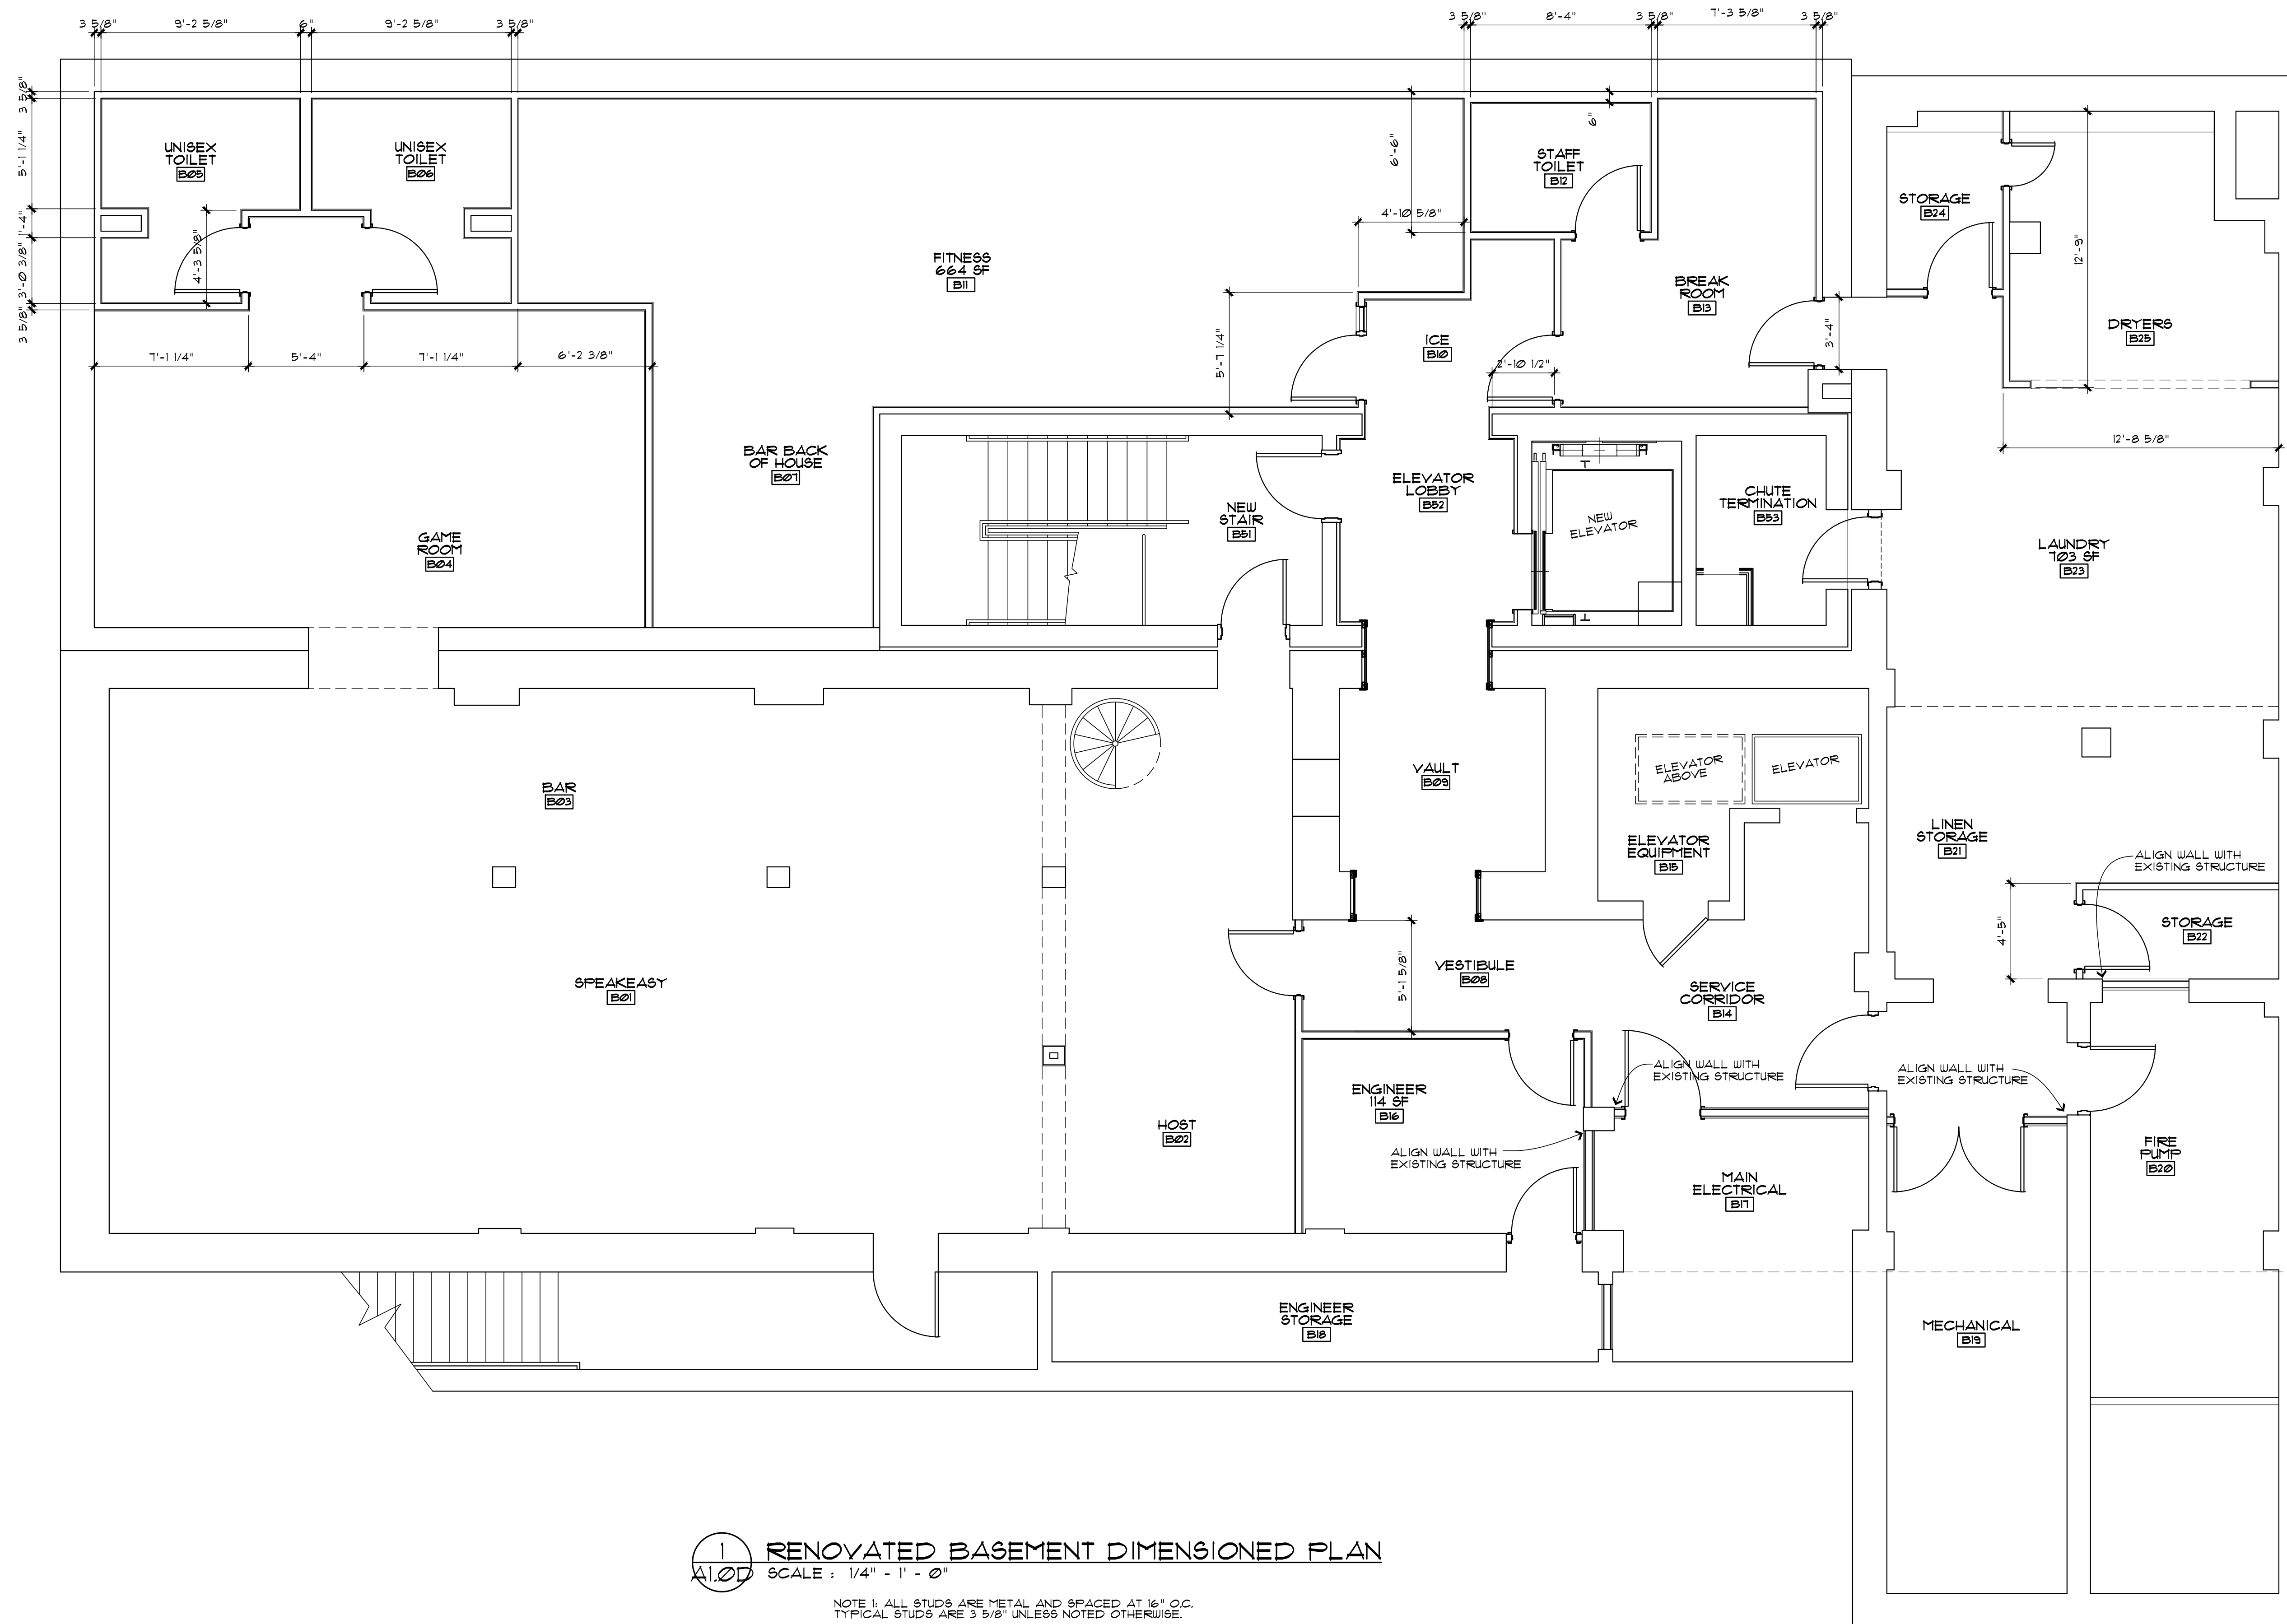 3 5/8" 9'-2 5/8" 6" 9'-2 5/8" 3 5/8"
3 5/8" 8'-4" 3 5/8" 7'-3 5/8" 3 5/8"
3 5/8"
5'-1 1/4"
1'-4"
3'-0 3/8"
3 5/8"
UNISEX
TOILET
B05
UNISEX
TOILET
B06
4'-3 5/8"
7'-1 1/4" 5'-4" 7'-1 1/4" 6'-2 3/8"
FITNESS
664 SF
B11
6'-6"
4'-10 5/8"
5'-7 1/4"
6"
STAFF
TOILET
B12
BREAK
ROOM
B13
ICE
B10
2'-10 1/2"
3'-4"
STORAGE
B24
12'-9"
DRYERS
B25
12'-8 5/8"
BAR BACK
OF HOUSE
B07
GAME
ROOM
B04
NEW
STAIR
B51
ELEVATOR
LOBBY
B52
NEW
ELEVATOR
CHUTE
TERMINATION
B53
LAUNDRY
703 SF
B23
BAR
B03
VAULT
B09
ELEVATOR
ABOVE
ELEVATOR
ELEVATOR
EQUIPMENT
B15
LINEN
STORAGE
B21
ALIGN WALL WITH
EXISTING STRUCTURE
4'-5"
STORAGE
B22
SPEAKEASY
B01
5'-1 5/8"
VESTIBULE
B08
SERVICE
CORRIDOR
B14
ALIGN WALL WITH
EXISTING STRUCTURE
ALIGN WALL WITH
EXISTING STRUCTURE
ENGINEER
114 SF
B16
HOST
B02
ALIGN WALL WITH
EXISTING STRUCTURE
MAIN
ELECTRICAL
B17
FIRE
PUMP
B20
ENGINEER
STORAGE
B18
MECHANICAL
B19
1
A1.0D
RENOVATED BASEMENT DIMENSIONED PLAN
SCALE : 1/4" - 1' - 0"
NOTE 1: ALL STUDS ARE METAL AND SPACED AT 16" O.C.
TYPICAL STUDS ARE 3 5/8" UNLESS NOTED OTHERWISE.